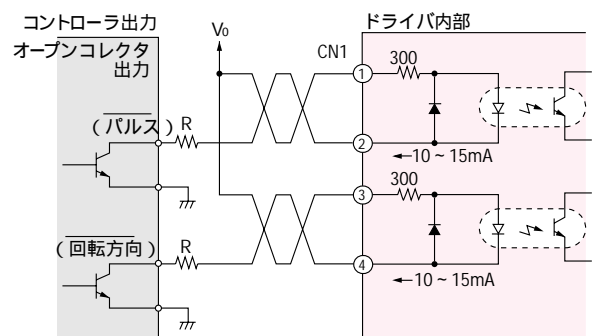 コントローラ出力
オープンコレクタ
出力
V0
CN1
ドライバ内部
1
300
(パルス)
R
2
10~15mA
3
300
(回転方向)
R
4
10~15mA